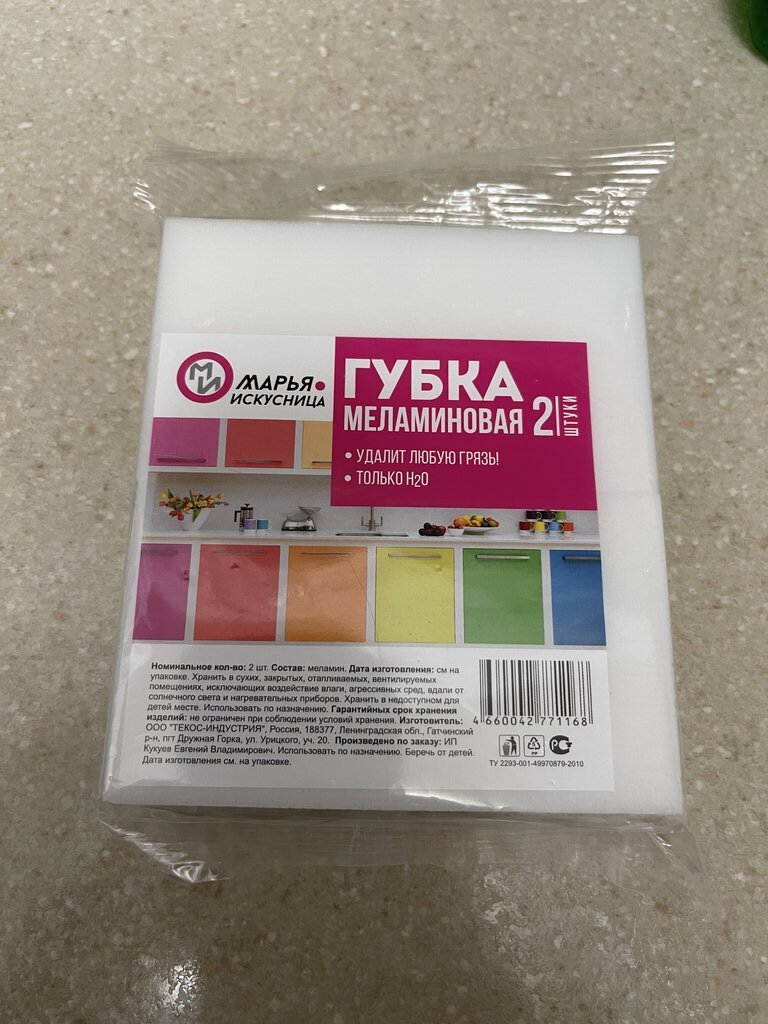 МИ
МАРЬЯ
ИСКУСНИЦА
ГУБКА
МЕЛАМИНОВАЯ 2 ШТУКИ
• УДАЛИТ ЛЮБУЮ ГРЯЗЬ!
• ТОЛЬКО H2O
Номинальное кол-во: 2 шт. Состав: меламин. Дата изготовления: см на
упаковке. Хранить в сухих, закрытых, отапливаемых, вентилируемых
помещениях, исключающих воздействие влаги, агрессивных сред, вдали от
солнечного света и нагревательных приборов. Хранить в недоступном для
детей месте. Использовать по назначению. Гарантийных срок хранения
изделий: не ограничен при соблюдении условий хранения. Изготовитель:
ООО "ТЕКОС-ИНДУСТРИЯ", Россия, 188377, Ленинградская обл., Гатчинский
р-н, пгт Дружная Горка, ул. Урицкого, уч. 20. Произведено по заказу: ИП
Кукуев Евгений Владимирович. Использовать по назначению. Беречь от детей.
Дата изготовления см. на упаковке.
4 660042 771168
PP
РСТ
ТУ 2293-001-49970879-2010